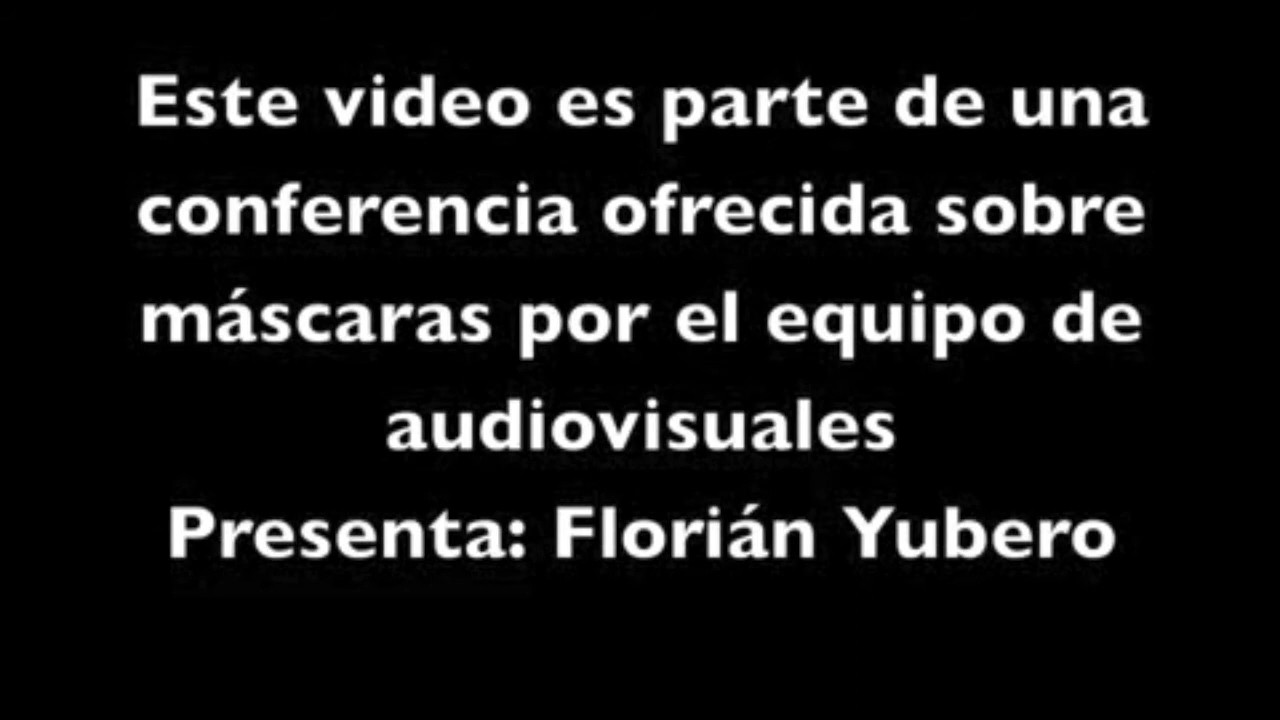 Este video es parte de una
conferencia ofrecida sobre
máscaras por el equipo de
audiovisuales
Presenta: Florián Yubero